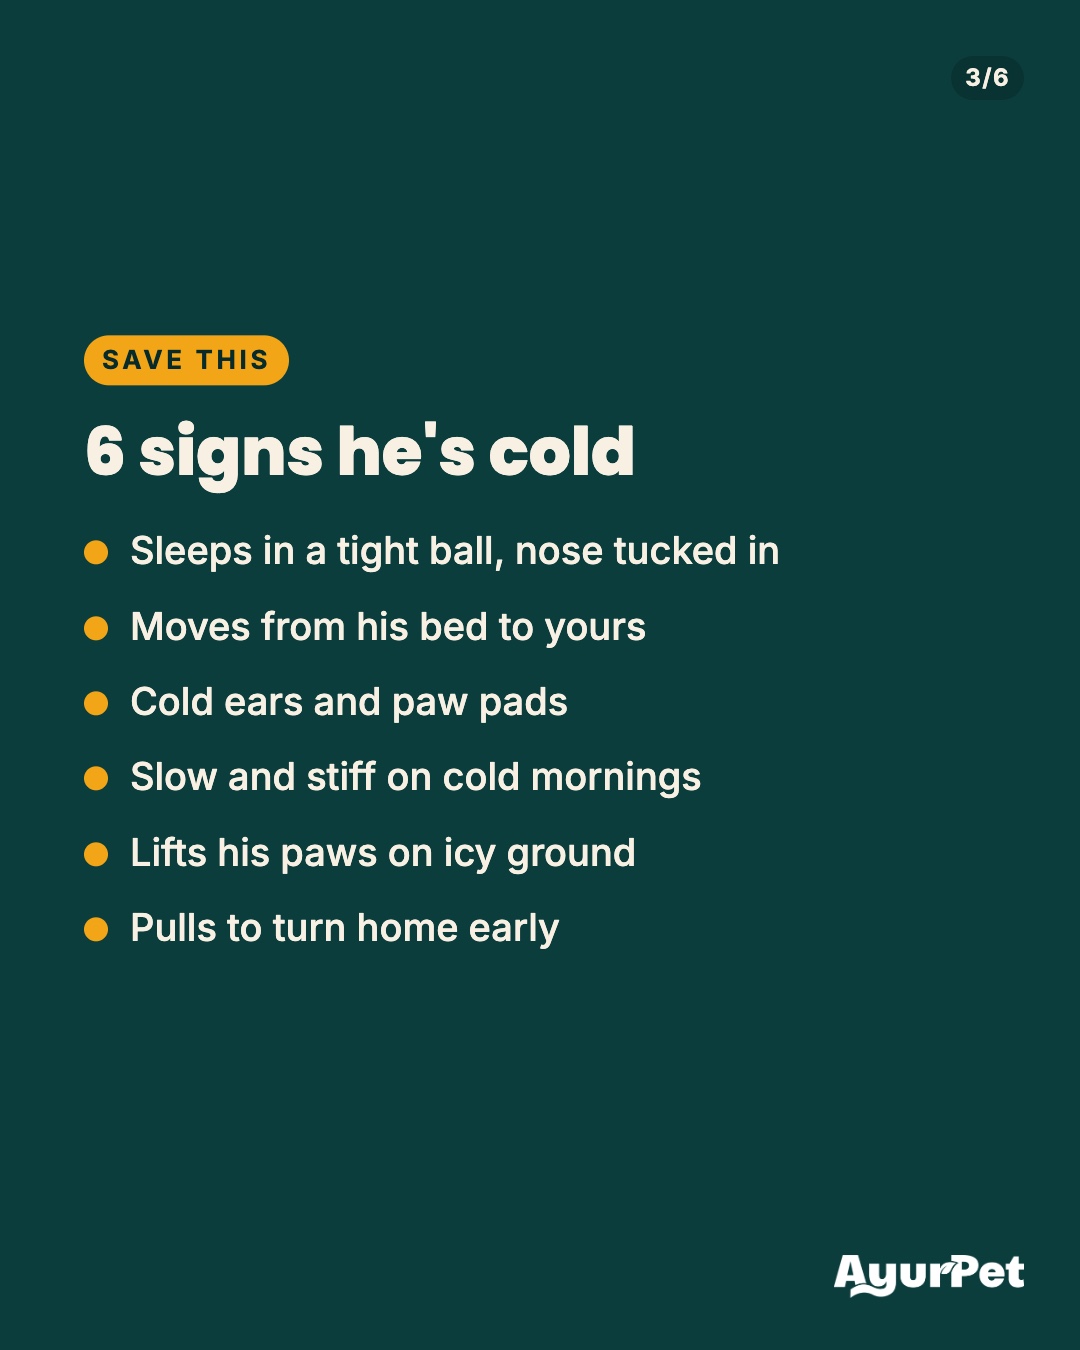 3/6
SAVE THIS
6 signs he's cold
Sleeps in a tight ball, nose tucked in
Moves from his bed to yours
Cold ears and paw pads
Slow and stiff on cold mornings
Lifts his paws on icy ground
Pulls to turn home early
AyurPet